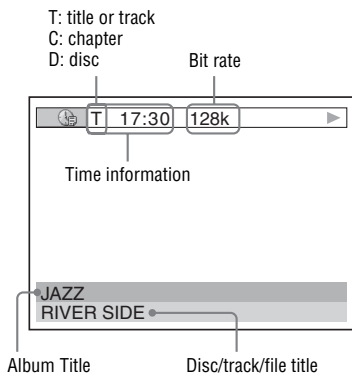 T: title or track
C: chapter
D: disc
Bit rate
T 17:30 128k
Time information
JAZZ
RIVER SIDE
Album Title
Disc/track/file title